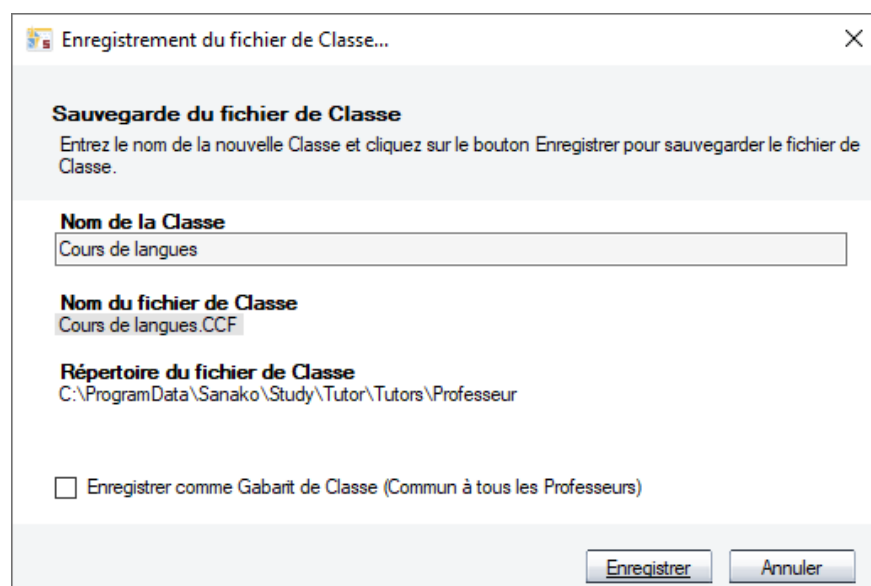 Enregistrement du fichier de Classe...
Sauvegarde du fichier de Classe
Entrez le nom de la nouvelle Classe et cliquez sur le bouton Enregistrer pour sauvegarder le fichier de
Classe.
Nom de la Classe
Cours de langues
Nom du fichier de Classe
Cours de langues.CCF
Répertoire du fichier de Classe
C:\ProgramData\Sanako\Study\Tutor\Tutors\Professeur
Enregistrer comme Gabarit de Classe (Commun à tous les Professeurs)
Enregistrer Annuler